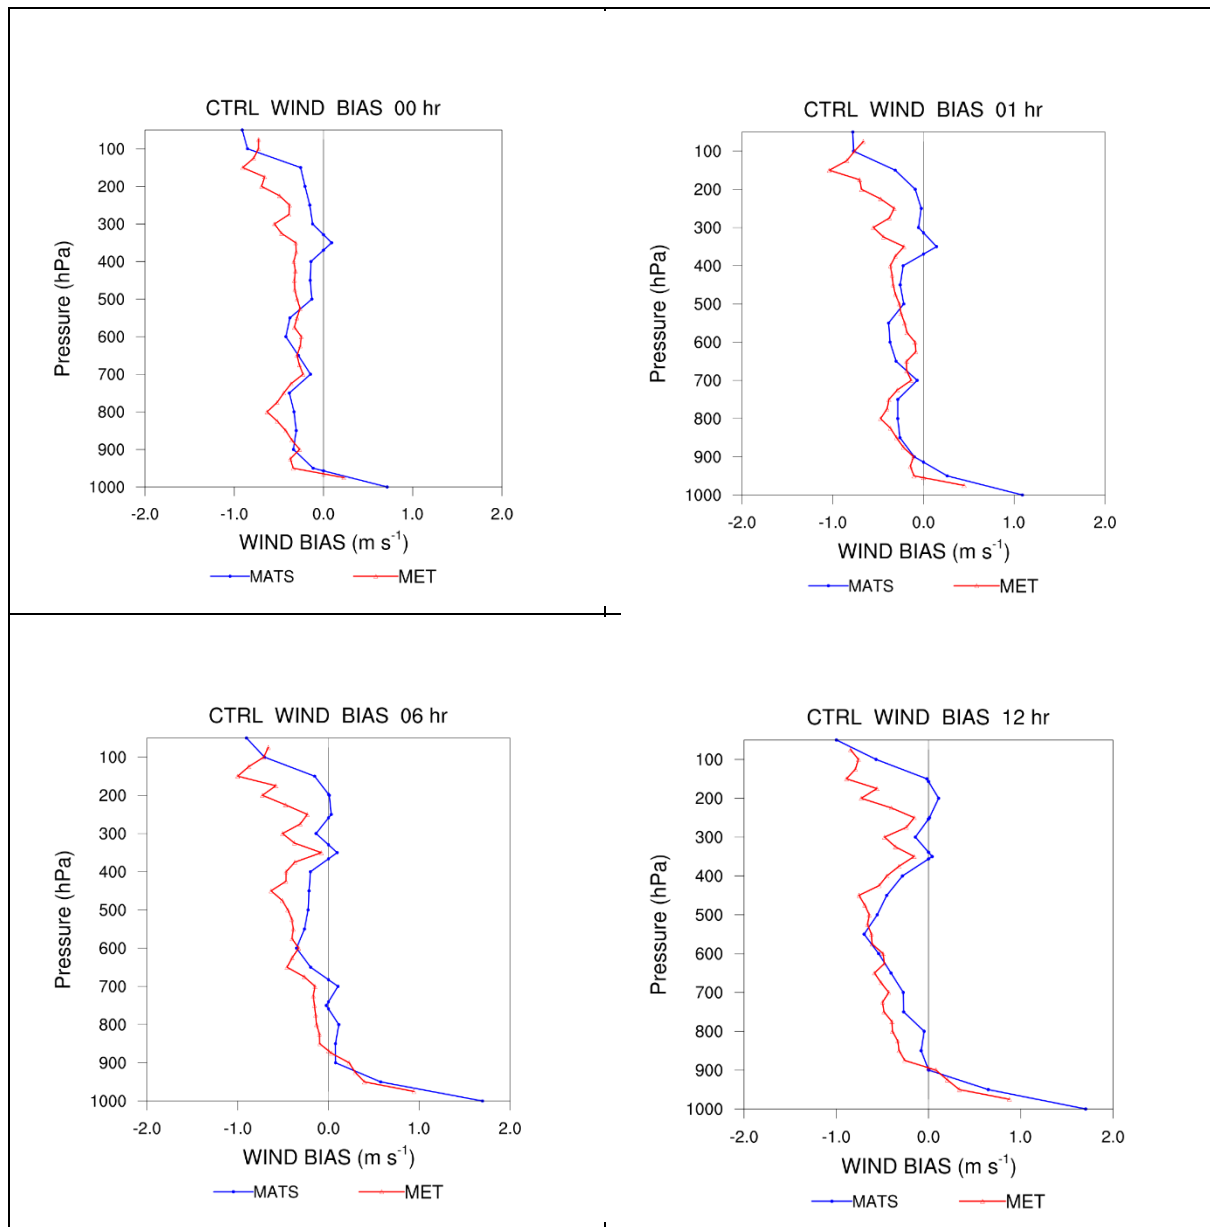 CTRL WIND BIAS 00 hr
100
200
300
400
500
600
700
800
900
1000
Pressure (hPa)
-2.0 -1.0 0.0 1.0 2.0
WIND BIAS (m s⁻¹)
MATS MET
CTRL WIND BIAS 01 hr
100
200
300
400
500
600
700
800
900
1000
Pressure (hPa)
-2.0 -1.0 0.0 1.0 2.0
WIND BIAS (m s⁻¹)
MATS MET
CTRL WIND BIAS 06 hr
100
200
300
400
500
600
700
800
900
1000
Pressure (hPa)
-2.0 -1.0 0.0 1.0 2.0
WIND BIAS (m s⁻¹)
MATS MET
CTRL WIND BIAS 12 hr
100
200
300
400
500
600
700
800
900
1000
Pressure (hPa)
-2.0 -1.0 0.0 1.0 2.0
WIND BIAS (m s⁻¹)
MATS MET